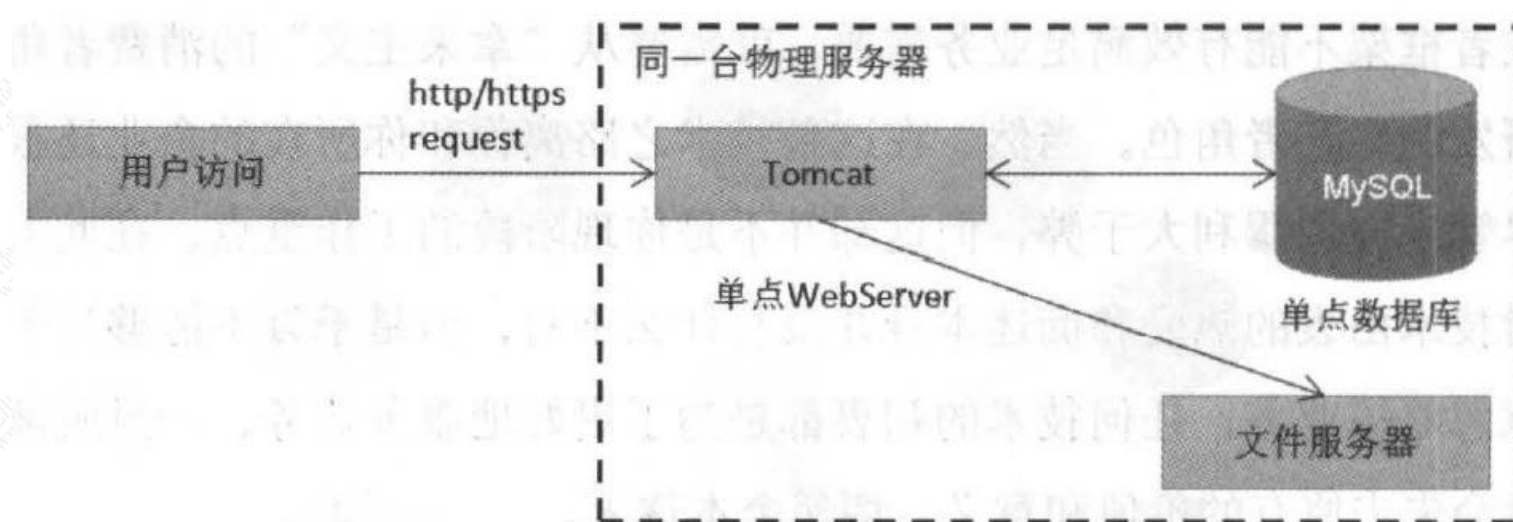 同一台物理服务器
http/https
request
用户访问
Tomcat
MySQL
单点WebServer
单点数据库
文件服务器